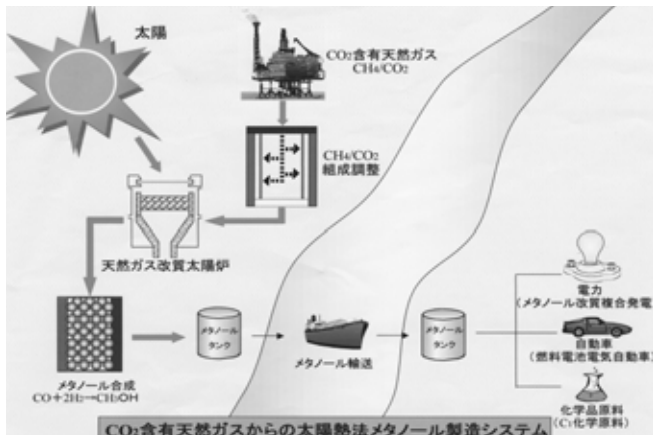 太陽
CO2含有天然ガス
CH4/CO2
CH4/CO2
組成調整
天然ガス改質太陽炉
メタノール合成
CO+2H2→CH3OH
メタノール
タンク
メタノール輸送
メタノール
タンク
電力
(メタノール改質複合発電)
自動車
(燃料電池電気自動車)
化学品原料
(C1化学原料)
CO2含有天然ガスからの太陽熱法メタノール製造システム